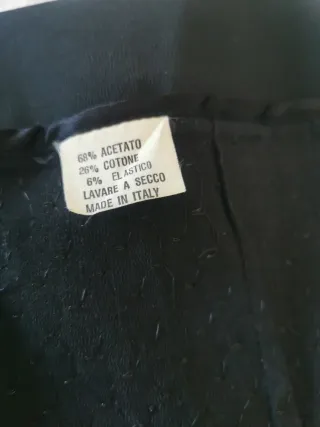 68% ACETATO
26% COTONE
6% ELASTICO
LAVARE A SECCO
MADE IN ITALY